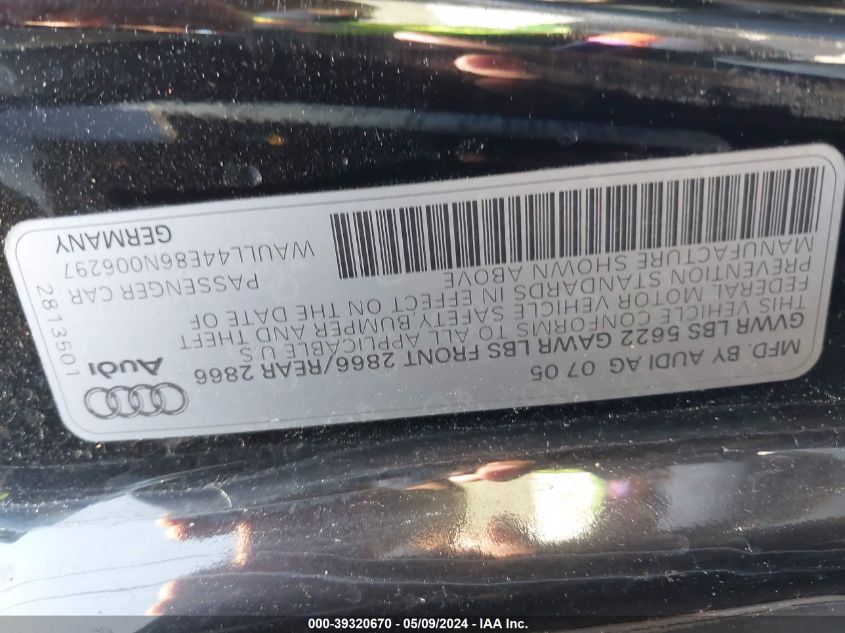 MFD. BY AUDI AG 07 05
GVWR LBS 5622 GAWR LBS FRONT 2866/REAR 2866
THIS VEHICLE CONFORMS TO ALL APPLICABLE U S
FEDERAL MOTOR VEHICLE SAFETY BUMPER AND THEFT
PREVENTION STANDARDS IN EFFECT ON THE DATE OF
MANUFACTURE SHOWN ABOVE
Audi
2813501
PASSENGER CAR
WAULL44E86N006297
GERMANY
000-39320670 - 05/09/2024 - IAA Inc.